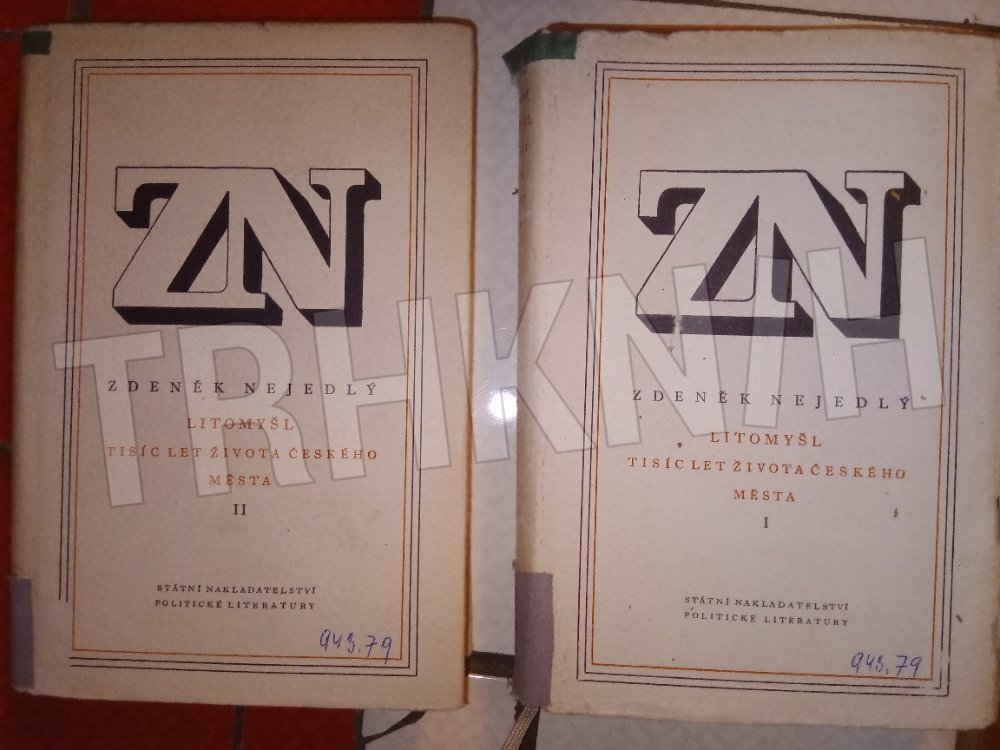 ZN
ZDENĚK NEJEDLÝ
LITOMYŠL
TISÍC LET ŽIVOTA ČESKÉHO
MĚSTA
II
STÁTNÍ NAKLADATELSTVÍ
POLITICKÉ LITERATURY
943.79
ZN
ZDENĚK NEJEDLÝ
LITOMYŠL
TISÍC LET ŽIVOTA ČESKÉHO
MĚSTA
I
STÁTNÍ NAKLADATELSTVÍ
POLITICKÉ LITERATURY
943.79
TRHKNIH